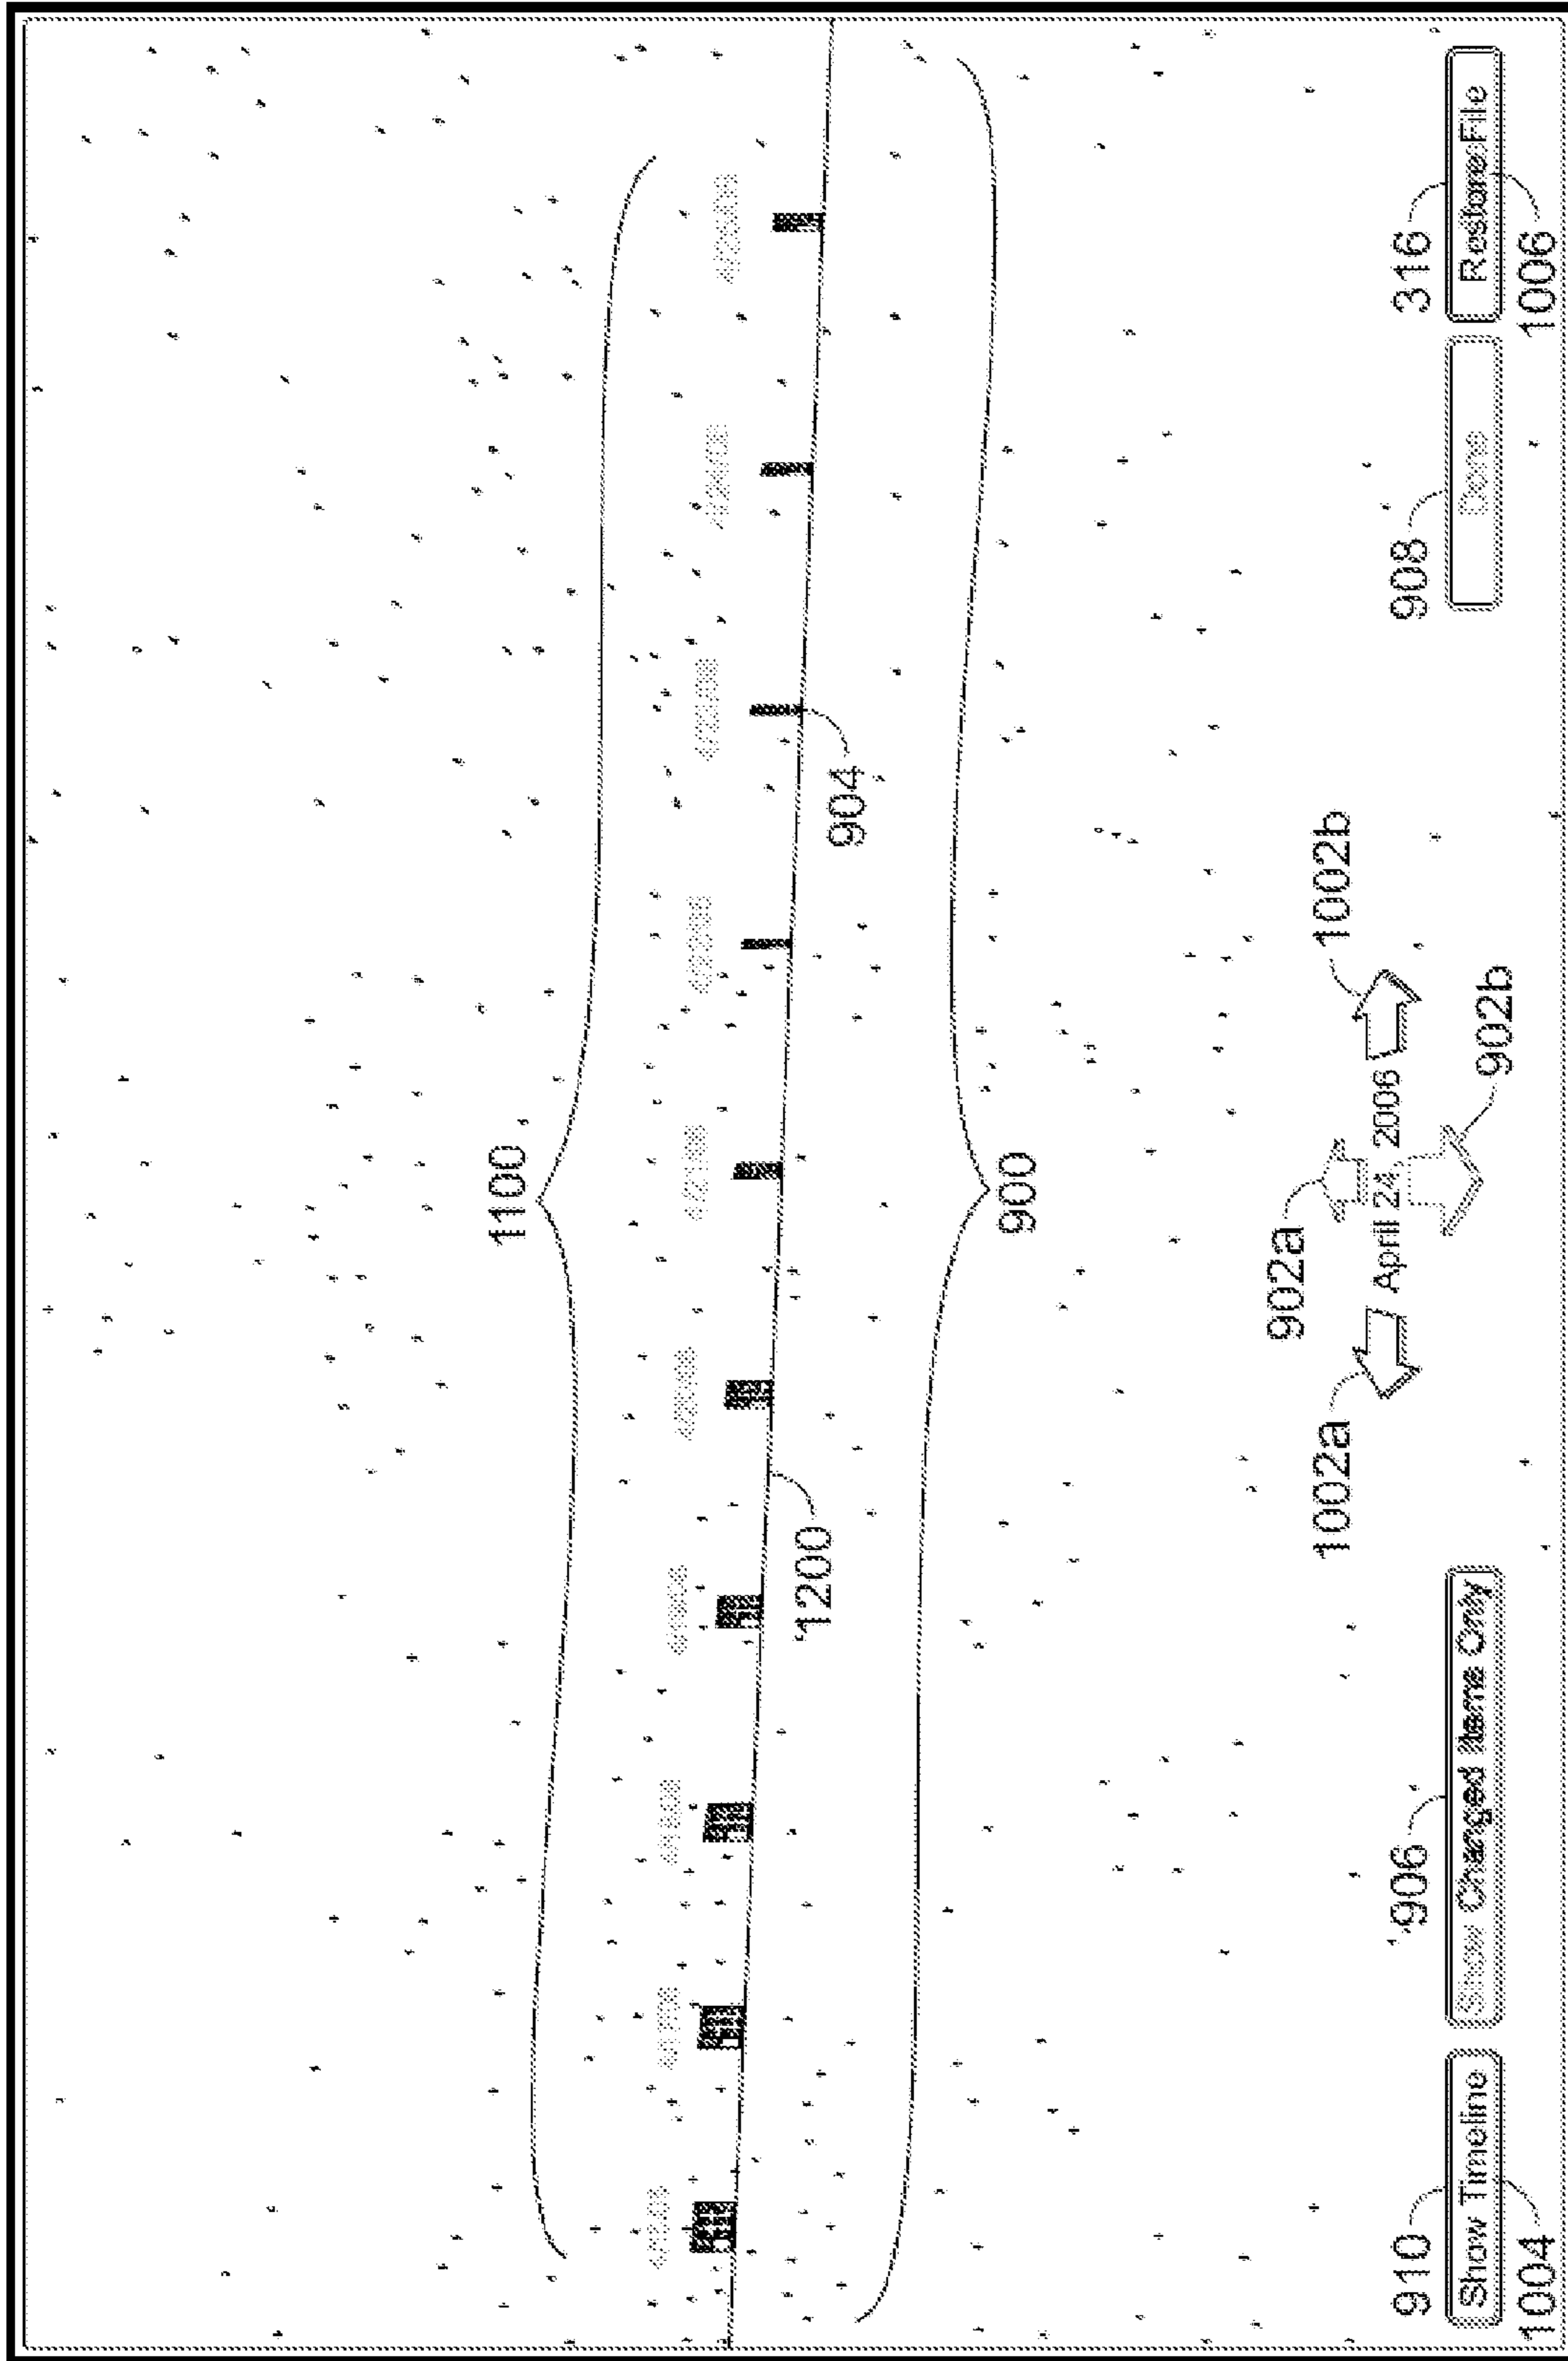 1100
904
1200
900
902a
1002a
1002b
April 24, 2006
902b
910
906
908
316
Show Timeline
Show Changed Items Only
Done
Restore File
1004
1006